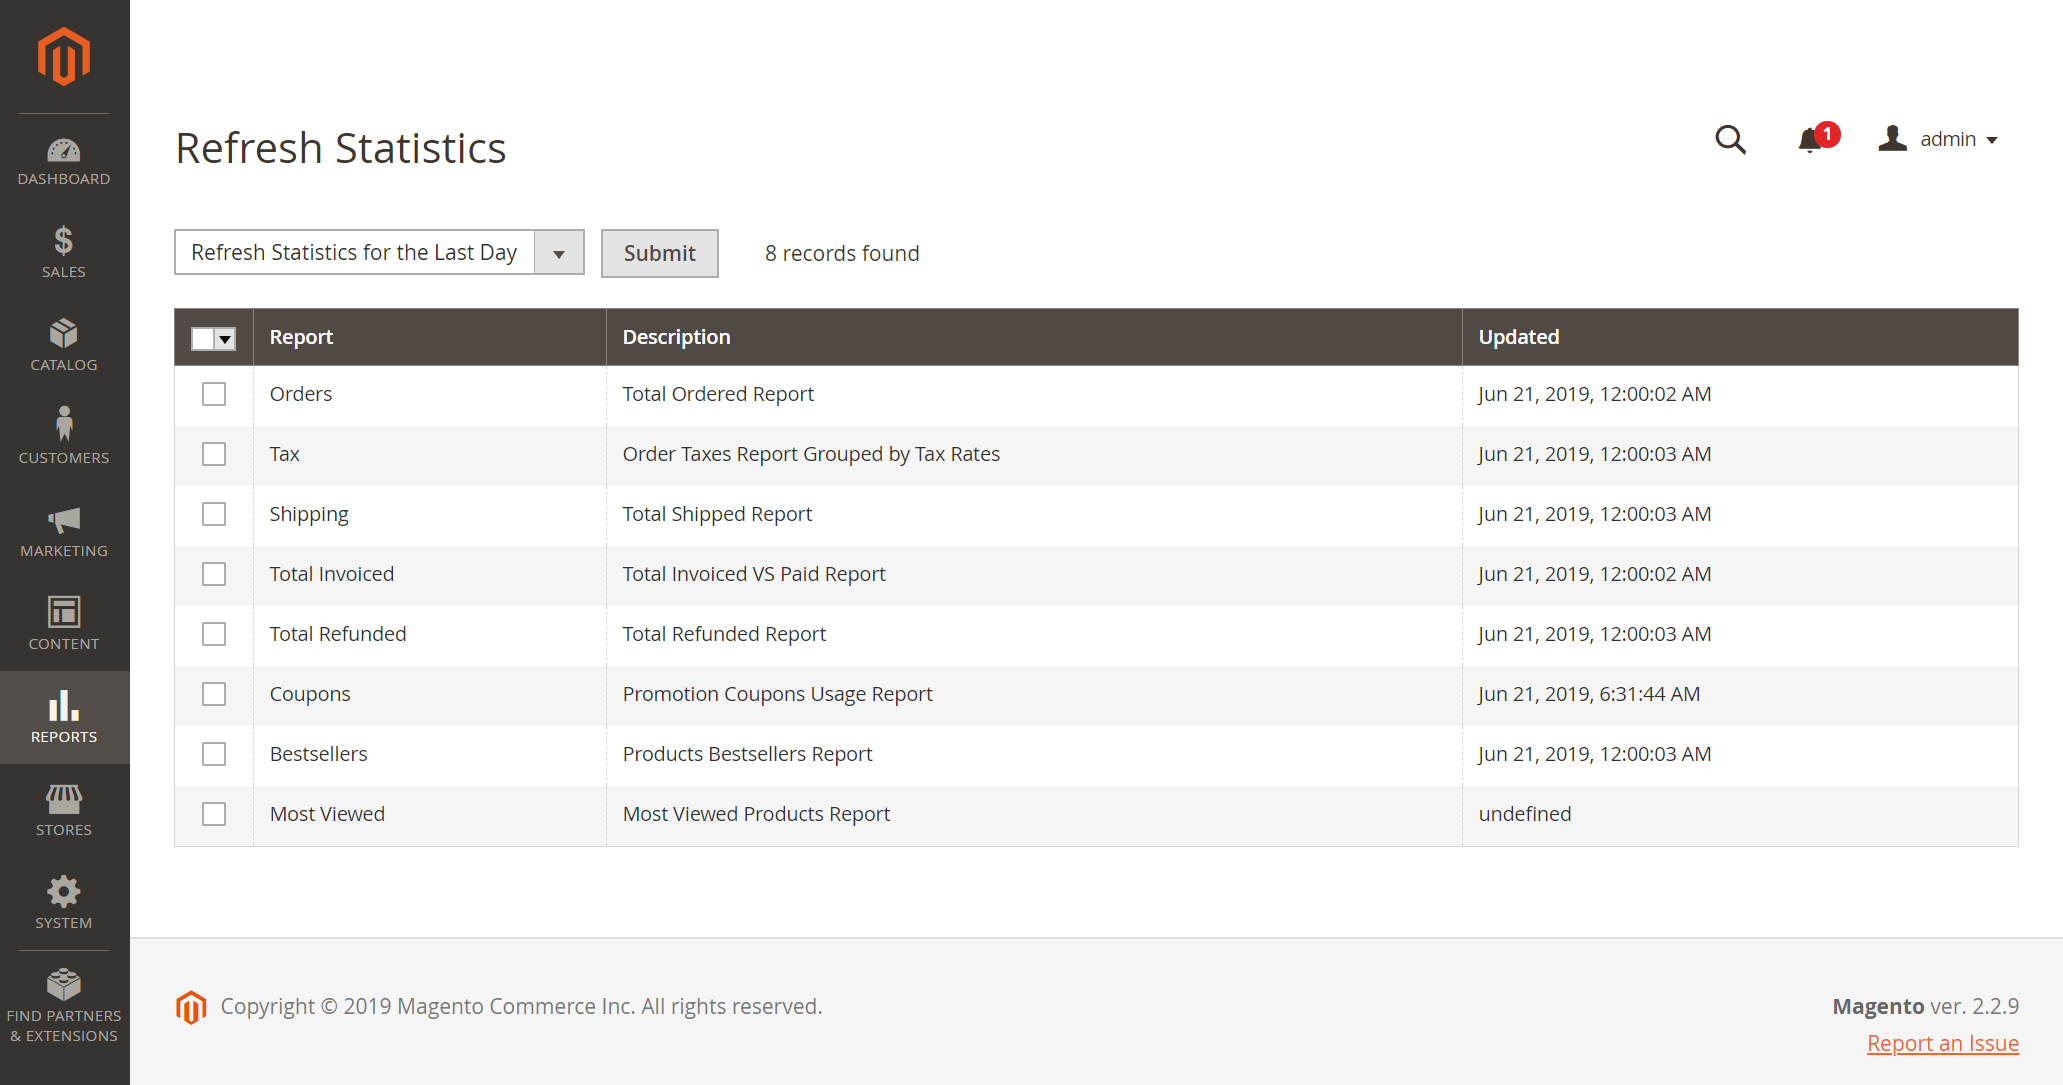 DASHBOARD
SALES
CATALOG
CUSTOMERS
MARKETING
CONTENT
REPORTS
STORES
SYSTEM
FIND PARTNERS
& EXTENSIONS
Refresh Statistics
1
admin
Refresh Statistics for the Last Day
Submit
8 records found
Report Description Updated
Orders Total Ordered Report Jun 21, 2019, 12:00:02 AM
Tax Order Taxes Report Grouped by Tax Rates Jun 21, 2019, 12:00:03 AM
Shipping Total Shipped Report Jun 21, 2019, 12:00:03 AM
Total Invoiced Total Invoiced VS Paid Report Jun 21, 2019, 12:00:02 AM
Total Refunded Total Refunded Report Jun 21, 2019, 12:00:03 AM
Coupons Promotion Coupons Usage Report Jun 21, 2019, 6:31:44 AM
Bestsellers Products Bestsellers Report Jun 21, 2019, 12:00:03 AM
Most Viewed Most Viewed Products Report undefined
Copyright © 2019 Magento Commerce Inc. All rights reserved.
Magento ver. 2.2.9
Report an Issue